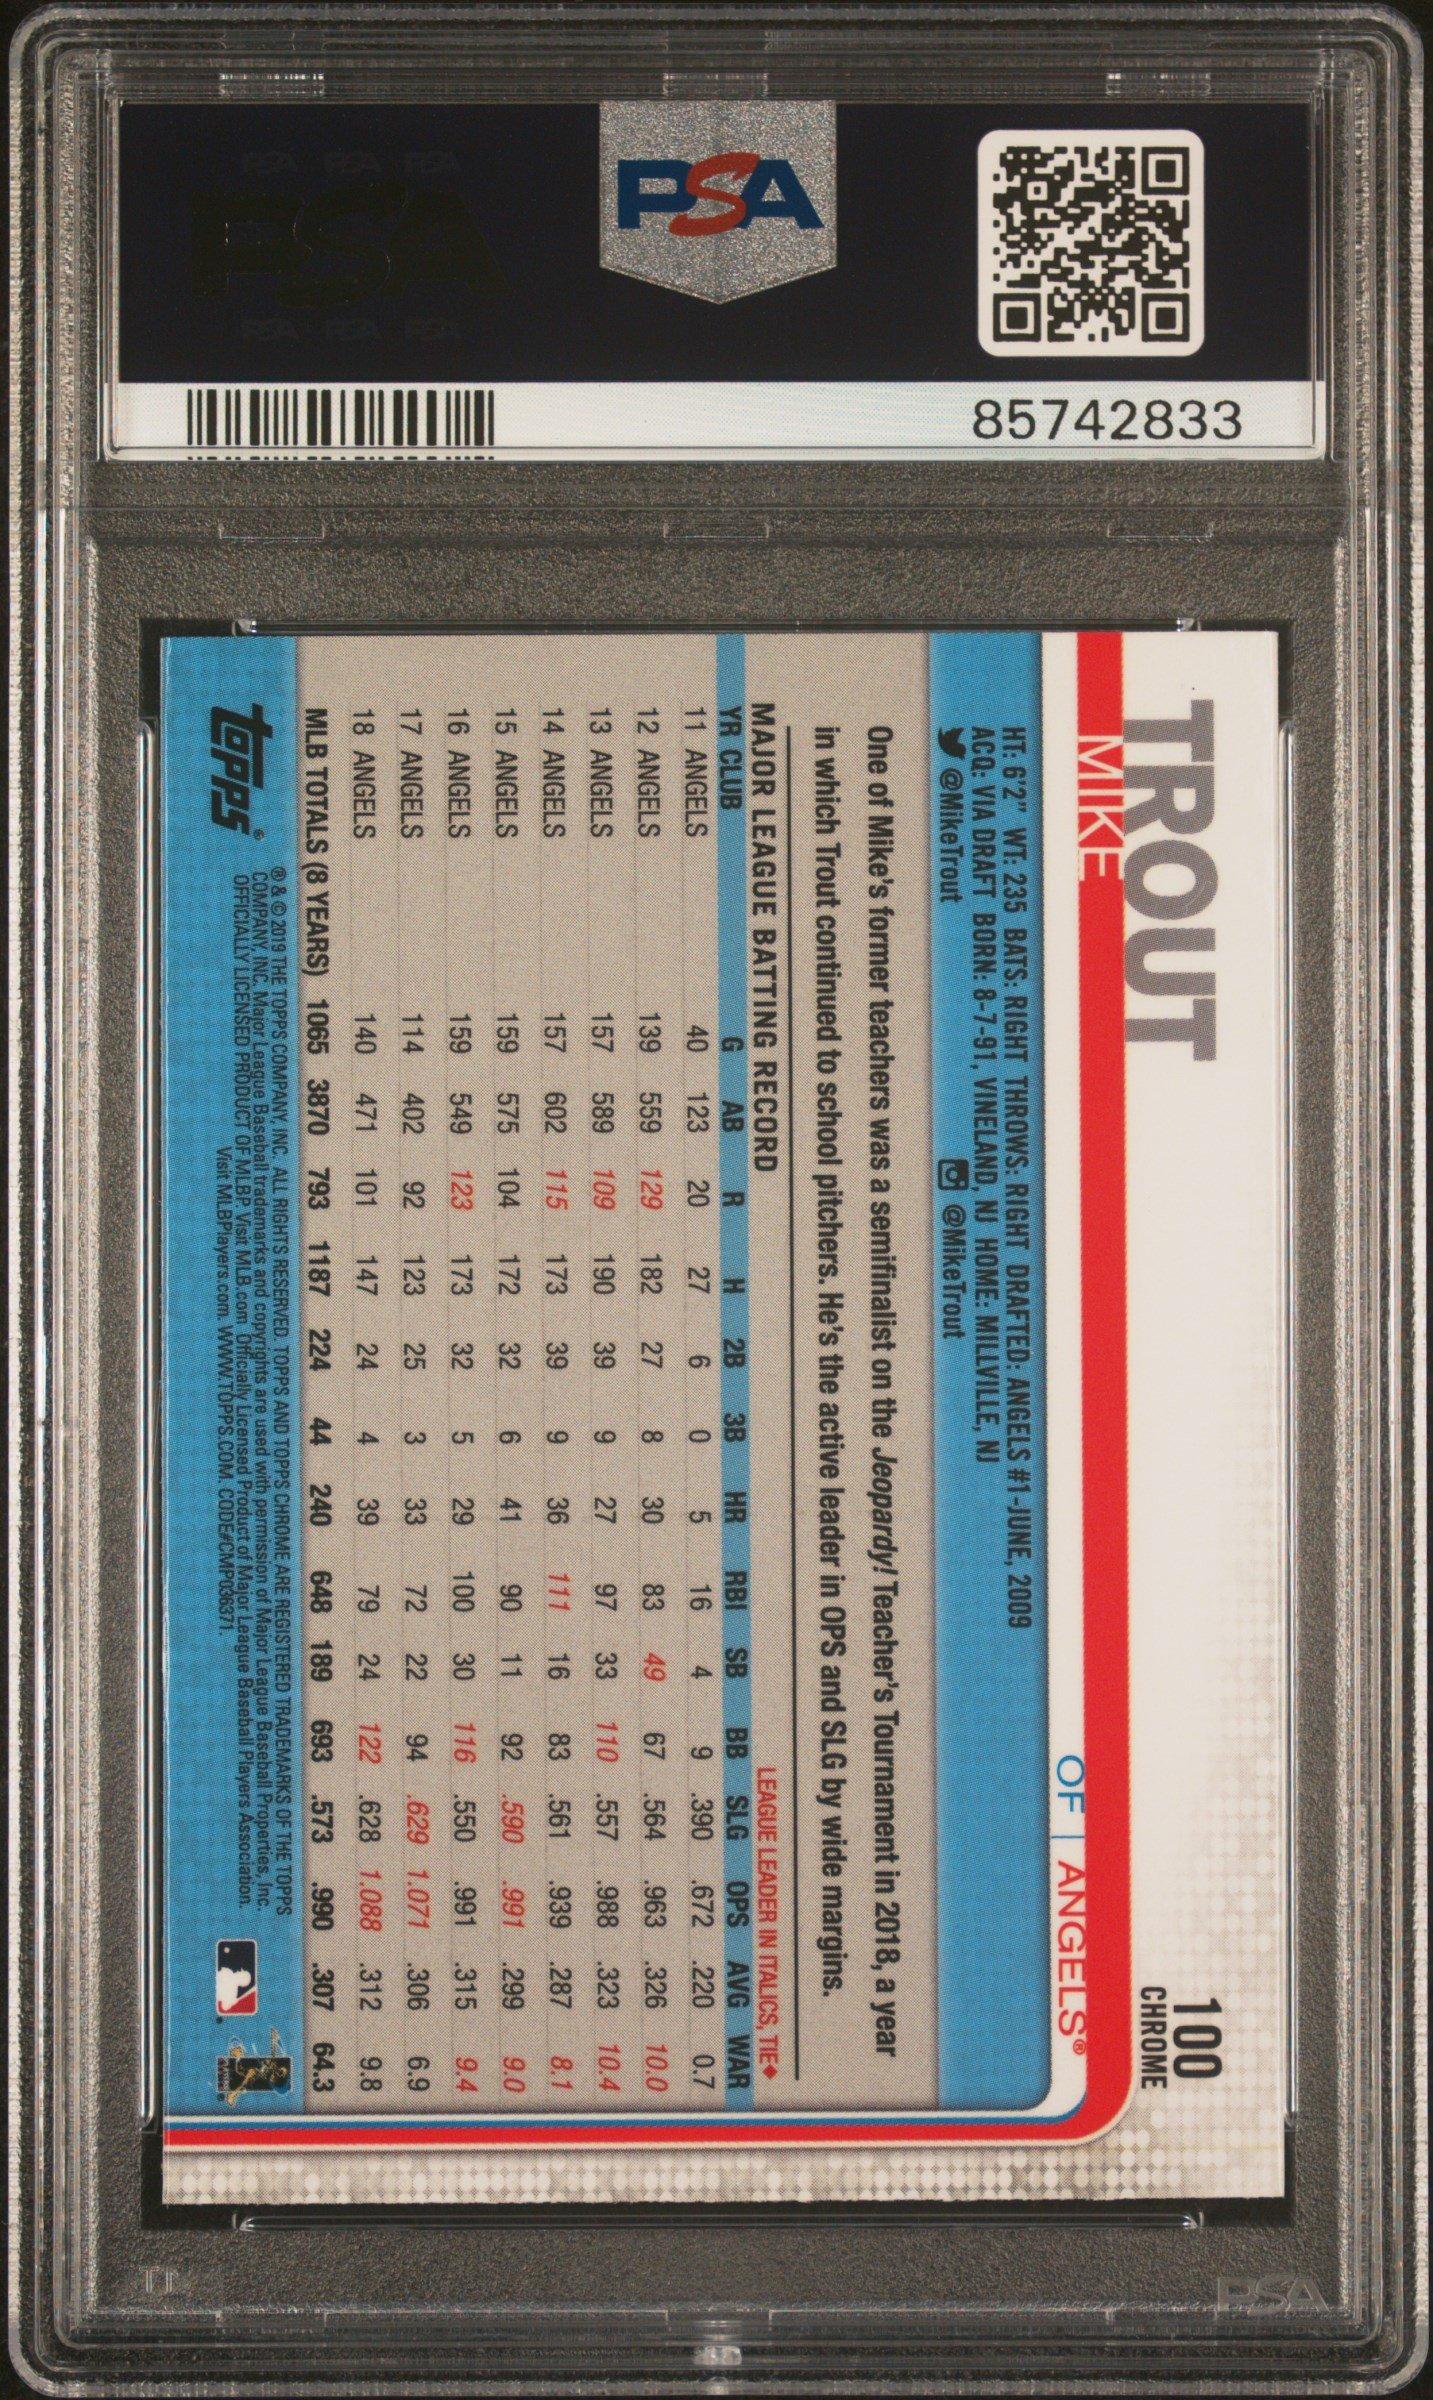 PSA PSA PSA
PSA
PSA PSA PSA
PSA
85742833
TROUT
100
CHROME
MIKE
OF | ANGELS®
HT: 6'2" WT: 235 BATS: RIGHT THROWS: RIGHT DRAFTED: ANGELS #1-JUNE, 2009
ACQ: VIA DRAFT BORN: 8-7-91, VINELAND, NJ HOME: MILLVILLE, NJ
@MikeTrout @MikeTrout
One of Mike's former teachers was a semifinalist on the Jeopardy! Teacher's Tournament in 2018, a year
in which Trout continued to school pitchers. He's the active leader in OPS and SLG by wide margins.
MAJOR LEAGUE BATTING RECORD LEAGUE LEADER IN ITALICS, TIE◆
YR CLUB G AB R H 2B 3B HR RBI SB BB SLG OPS AVG WAR
11 ANGELS 40 123 20 27 6 0 5 16 4 9 .390 .672 .220 0.7
12 ANGELS 139 559 129 182 27 8 30 83 49 67 .564 .963 .326 10.0
13 ANGELS 157 589 109 190 39 9 27 97 33 110 .557 .988 .323 10.4
14 ANGELS 157 602 115 173 39 9 36 111 16 83 .561 .939 .287 8.1
15 ANGELS 159 575 104 172 32 6 41 90 11 92 .590 .991 .299 9.0
16 ANGELS 159 549 123 173 32 5 29 100 30 116 .550 .991 .315 9.4
17 ANGELS 114 402 92 123 25 3 33 72 22 94 .629 1.071 .306 6.9
18 ANGELS 140 471 101 147 24 4 39 79 24 122 .628 1.088 .312 9.8
MLB TOTALS (8 YEARS) 1065 3870 793 1187 224 44 240 648 189 693 .573 .990 .307 64.3
topps®
® & © 2019 THE TOPPS COMPANY, INC. ALL RIGHTS RESERVED. TOPPS AND TOPPS CHROME ARE REGISTERED TRADEMARKS OF THE TOPPS
COMPANY, INC. Major League Baseball trademarks and copyrights are used with permission of Major League Baseball Properties, Inc.
OFFICIALLY LICENSED PRODUCT OF MLBP. Visit MLB.com Officially Licensed Product of Major League Baseball Players Association.
Visit MLBPlayers.com. WWW.TOPPS.COM. CODE#CMP03637​1.
PSA